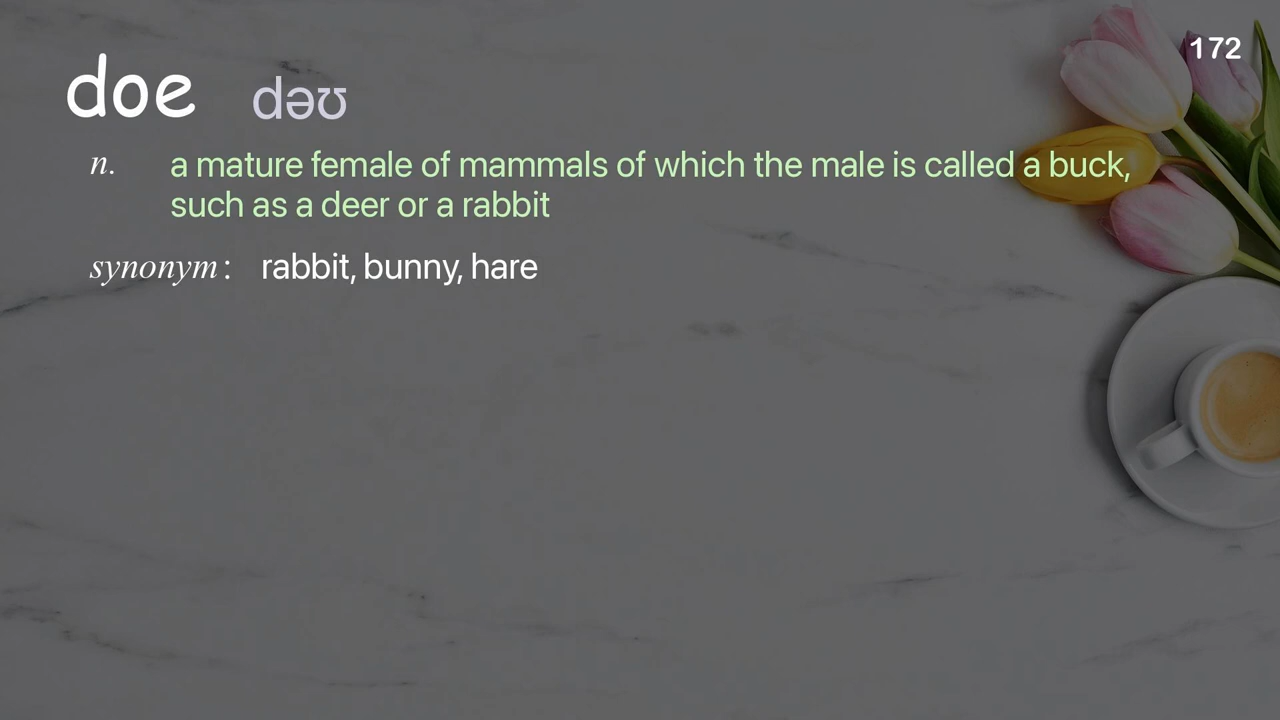 172
doe dəʊ
n. a mature female of mammals of which the male is called a buck,
such as a deer or a rabbit
synonym : rabbit, bunny, hare